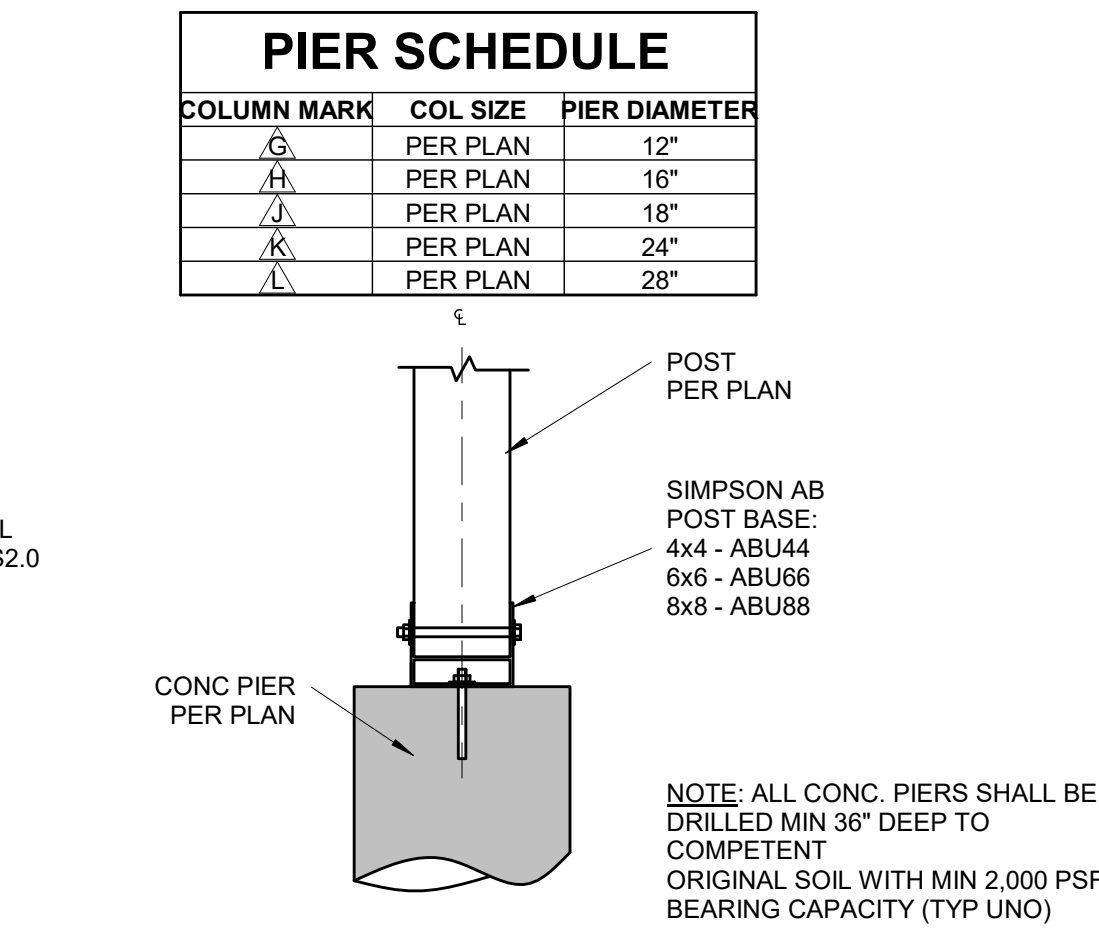 PIER SCHEDULE
COLUMN MARK COL SIZE PIER DIAMETER
G PER PLAN 12"
H PER PLAN 16"
J PER PLAN 18"
K PER PLAN 24"
L PER PLAN 28"
℄
POST
PER PLAN
SIMPSON AB
POST BASE:
4x4 - ABU44
6x6 - ABU66
8x8 - ABU88
L
S2.0
CONC PIER
PER PLAN
NOTE: ALL CONC. PIERS SHALL BE
DRILLED MIN 36" DEEP TO
COMPETENT
ORIGINAL SOIL WITH MIN 2,000 PSF
BEARING CAPACITY (TYP UNO)